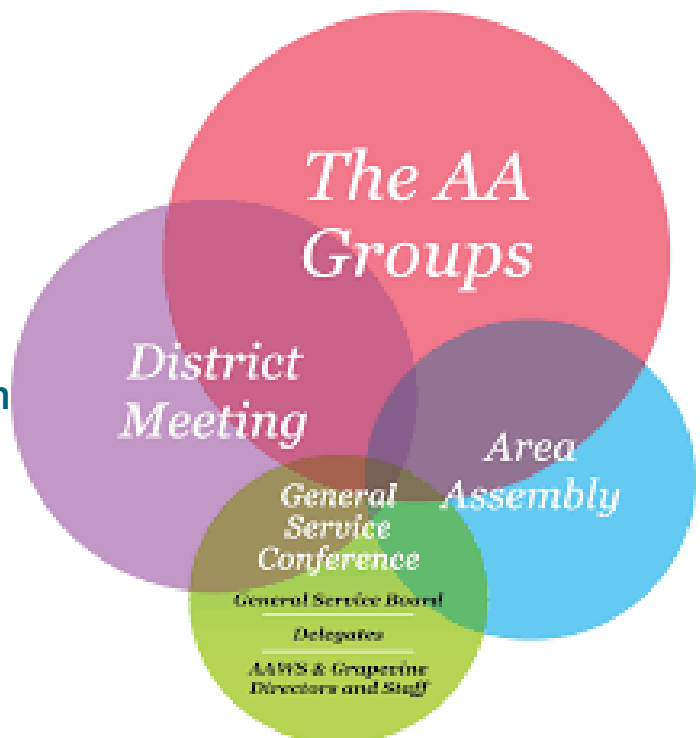 The AA
Groups
District
Meeting
n
Area
Assembly
General
Service
Conference
General Service Board
Delegates
AAWS & Grapevine
Directors and Staff